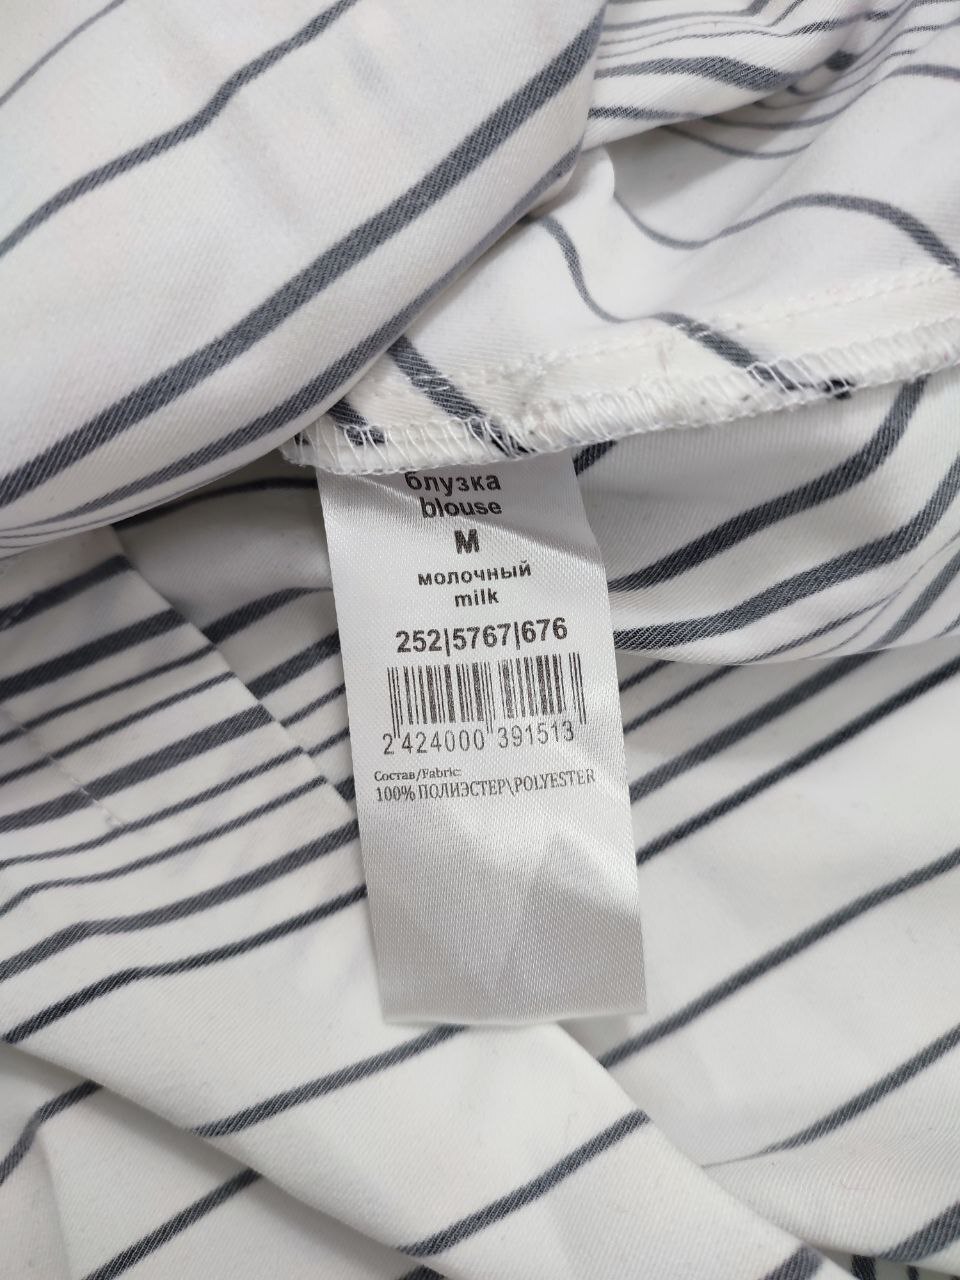 блузка
blouse
M
молочный
milk
252|5767|676
2 424000 391513
Состав/Fabric:
100% ПОЛИЭСТЕР\POLYESTER